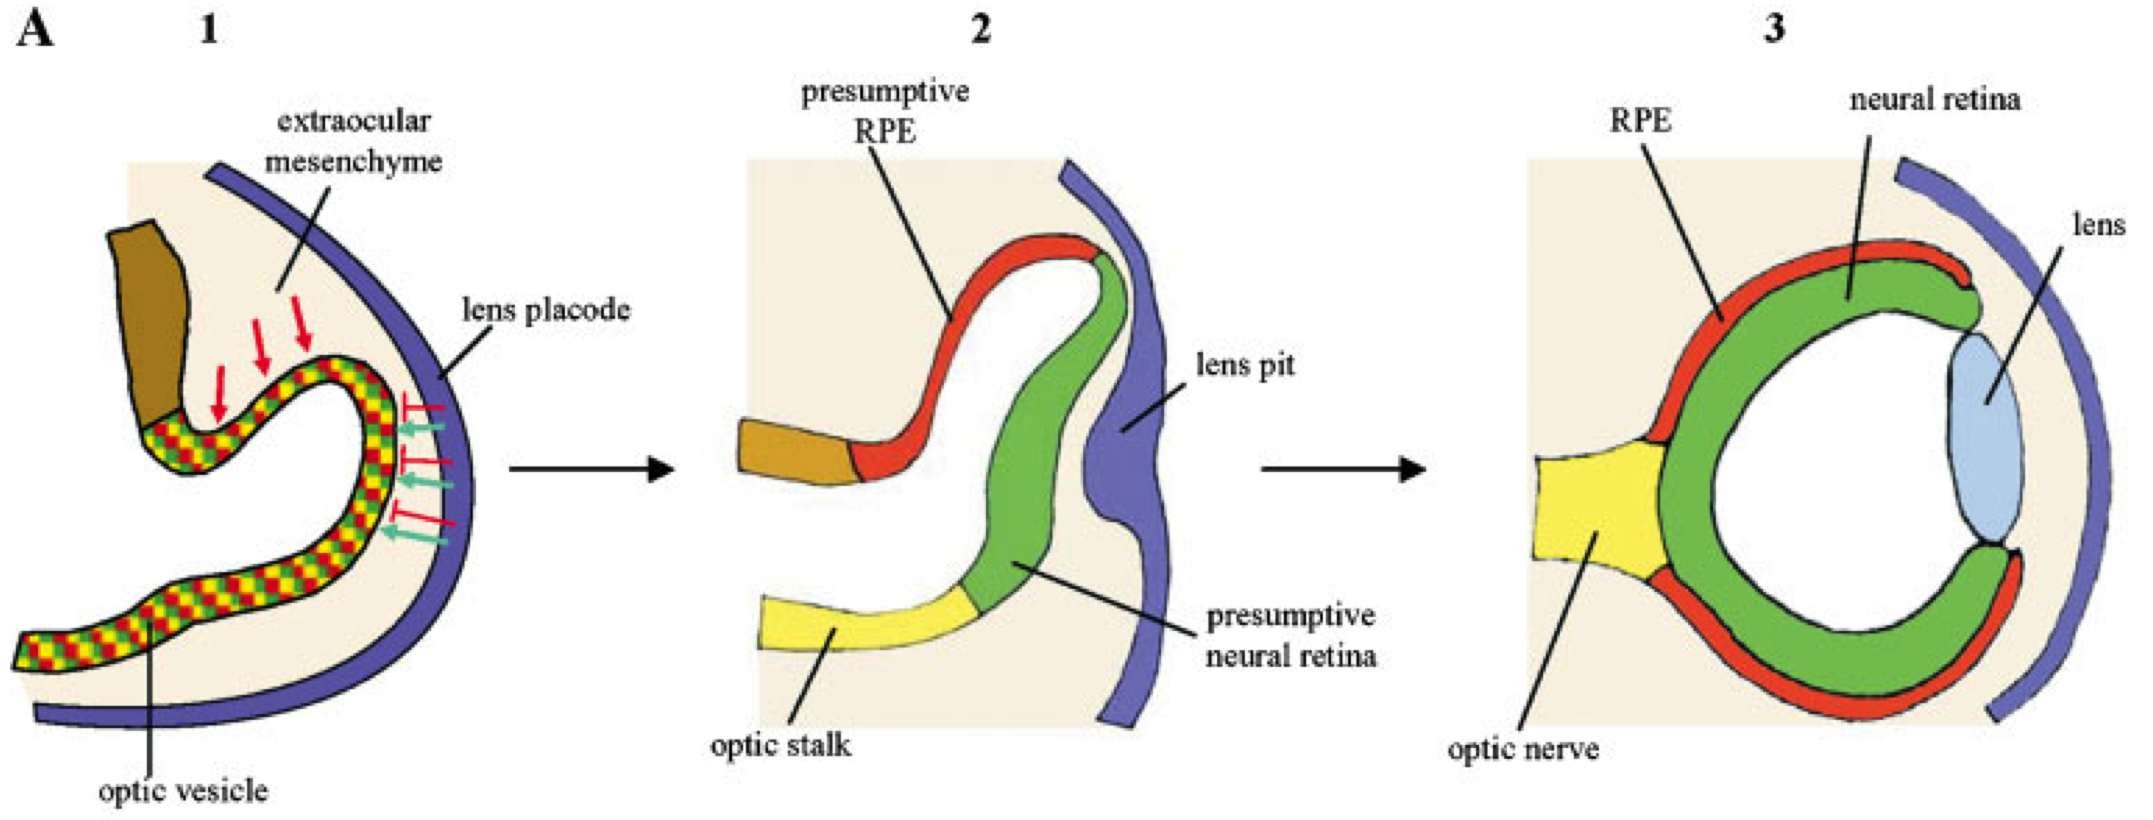 A
1
2
3
extraocular
mesenchyme
lens placode
optic vesicle
presumptive
RPE
lens pit
presumptive
neural retina
optic stalk
RPE
neural retina
lens
optic nerve